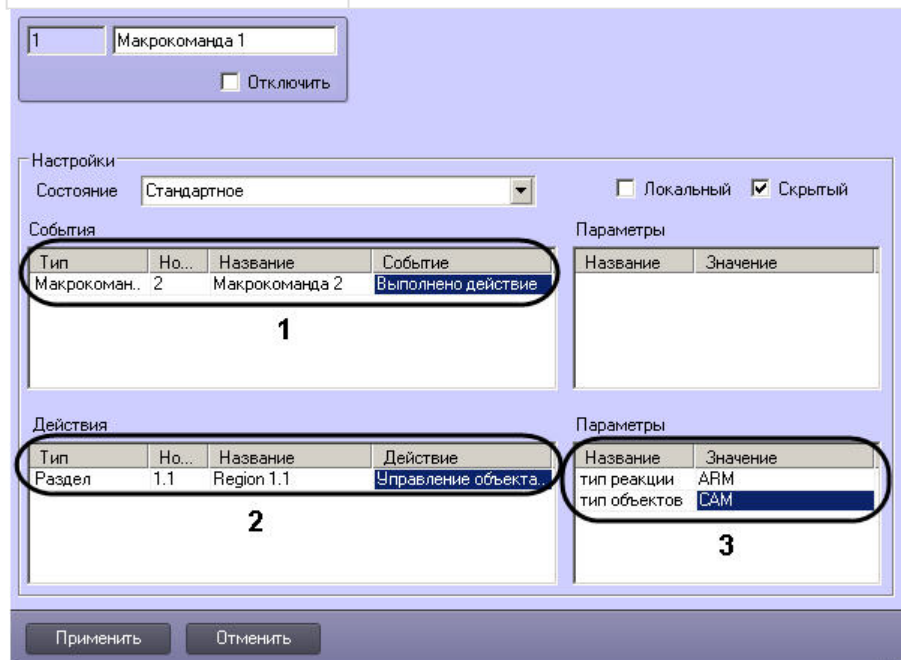 1 Макрокоманда 1
Отключить
Настройки
Состояние Стандартное Локальный Скрытый
События Параметры
Тип Но... Название Событие Название Значение
Макрокоман.. 2 Макрокоманда 2 Выполнено действие
1
Действия Параметры
Тип Но... Название Действие Название Значение
Раздел 1.1 Region 1.1 Управление объекта.. тип реакции ARM
тип объектов CAM
2
3
Применить Отменить